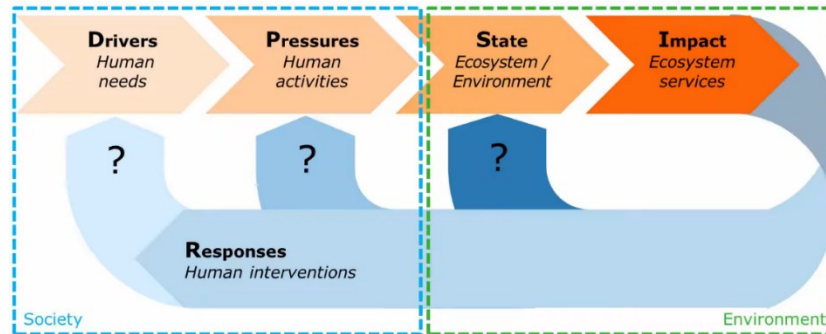 Drivers
Human
needs
Pressures
Human
activities
State
Ecosystem /
Environment
Impact
Ecosystem
services
?
?
?
Responses
Human interventions
Society
Environment